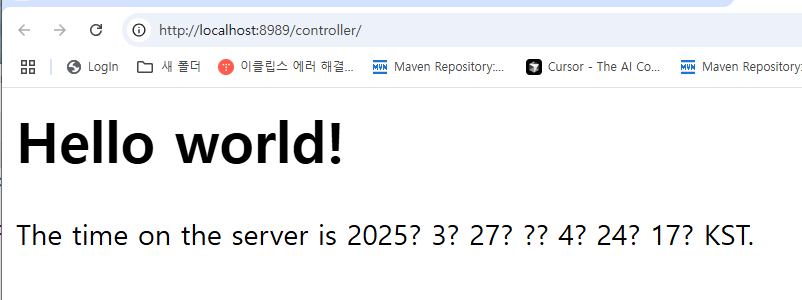 http://localhost:8989/controller/
LogIn 새 폴더 이클립스 에러 해결... Maven Repository:... Cursor - The AI Co... Maven Repository:
Hello world!
The time on the server is 2025? 3? 27? ?? 4? 24? 17? KST.